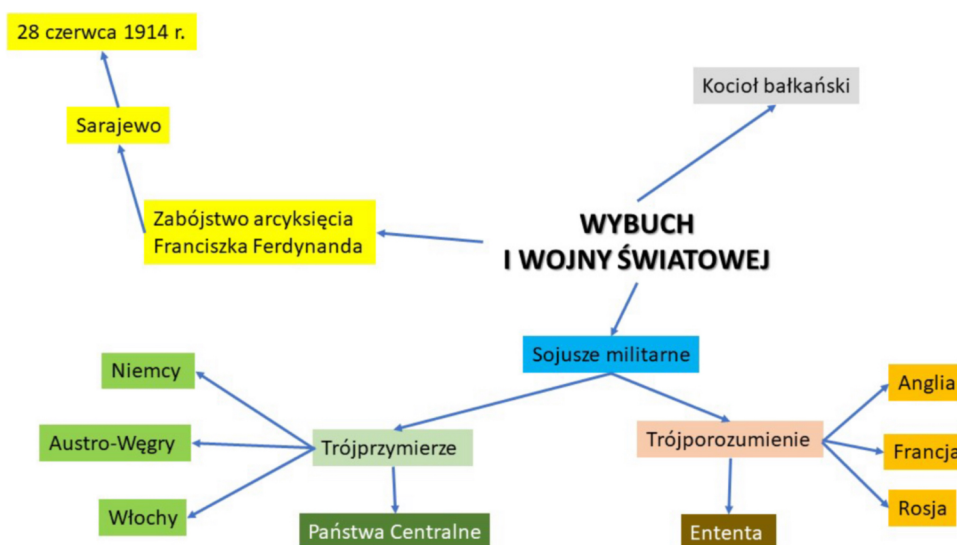 28 czerwca 1914 r.
Kocioł bałkański
Sarajewo
Zabójstwo arcyksięcia
Franciszka Ferdynanda
WYBUCH
I WOJNY ŚWIATOWEJ
Sojusze militarne
Niemcy
Anglia
Austro-Węgry
Trójprzymierze
Trójporozumienie
Francja
Włochy
Rosja
Państwa Centralne
Ententa